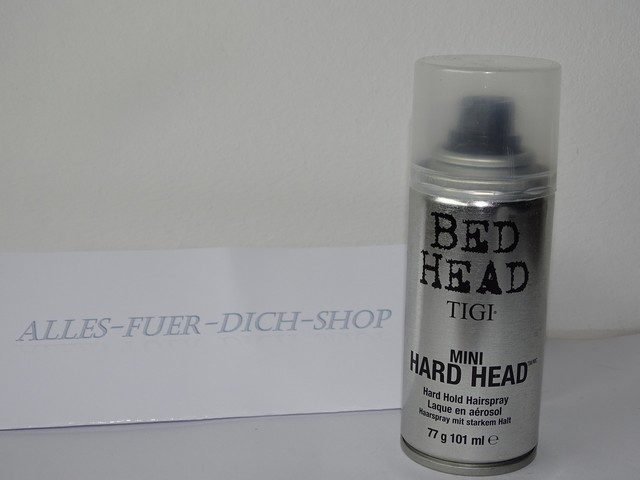 ALLES-FUER-DICH-SHOP
BED
HEAD
TIGI
MINI
HARD HEAD
Hard Hold Hairspray
Laque en aérosol
Haarspray mit starkem Halt
77 g 101 ml ℮